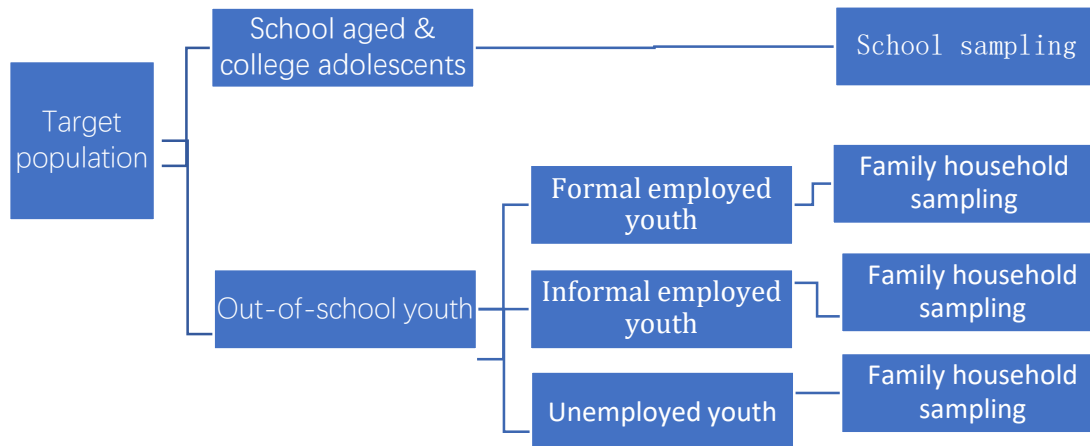 School aged &
college adolescents
School sampling
Target
population
Formal employed
youth
Family household
sampling
Out-of-school youth
Informal employed
youth
Family household
sampling
Unemployed youth
Family household
sampling